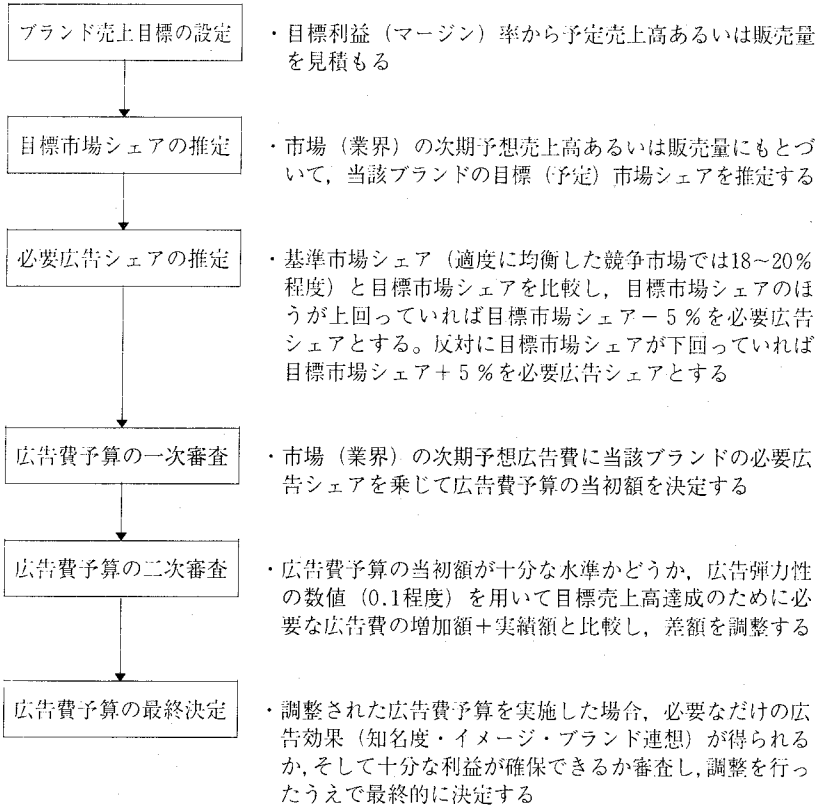 ブランド売上目標の設定
・目標利益（マージン）率から予定売上高あるいは販売量
を見積もる
目標市場シェアの推定
・市場（業界）の次期予想売上高あるいは販売量にもとづ
いて，当該ブランドの目標（予定）市場シェアを推定する
必要広告シェアの推定
・基準市場シェア（適度に均衡した競争市場では18～20％
程度）と目標市場シェアを比較し，目標市場シェアのほ
うが上回っていれば目標市場シェア－5％を必要広告
シェアとする。反対に目標市場シェアが下回っていれば
目標市場シェア＋5％を必要広告シェアとする
広告費予算の一次審査
・市場（業界）の次期予想広告費に当該ブランドの必要広
告シェアを乗じて広告費予算の当初額を決定する
広告費予算の二次審査
・広告費予算の当初額が十分な水準かどうか，広告弾力性
の数値（0.1程度）を用いて目標売上高達成のために必
要な広告費の増加額＋実績額と比較し，差額を調整する
広告費予算の最終決定
・調整された広告費予算を実施した場合，必要なだけの広
告効果（知名度・イメージ・ブランド連想）が得られる
か，そして十分な利益が確保できるか審査し，調整を行っ
たうえで最終的に決定する